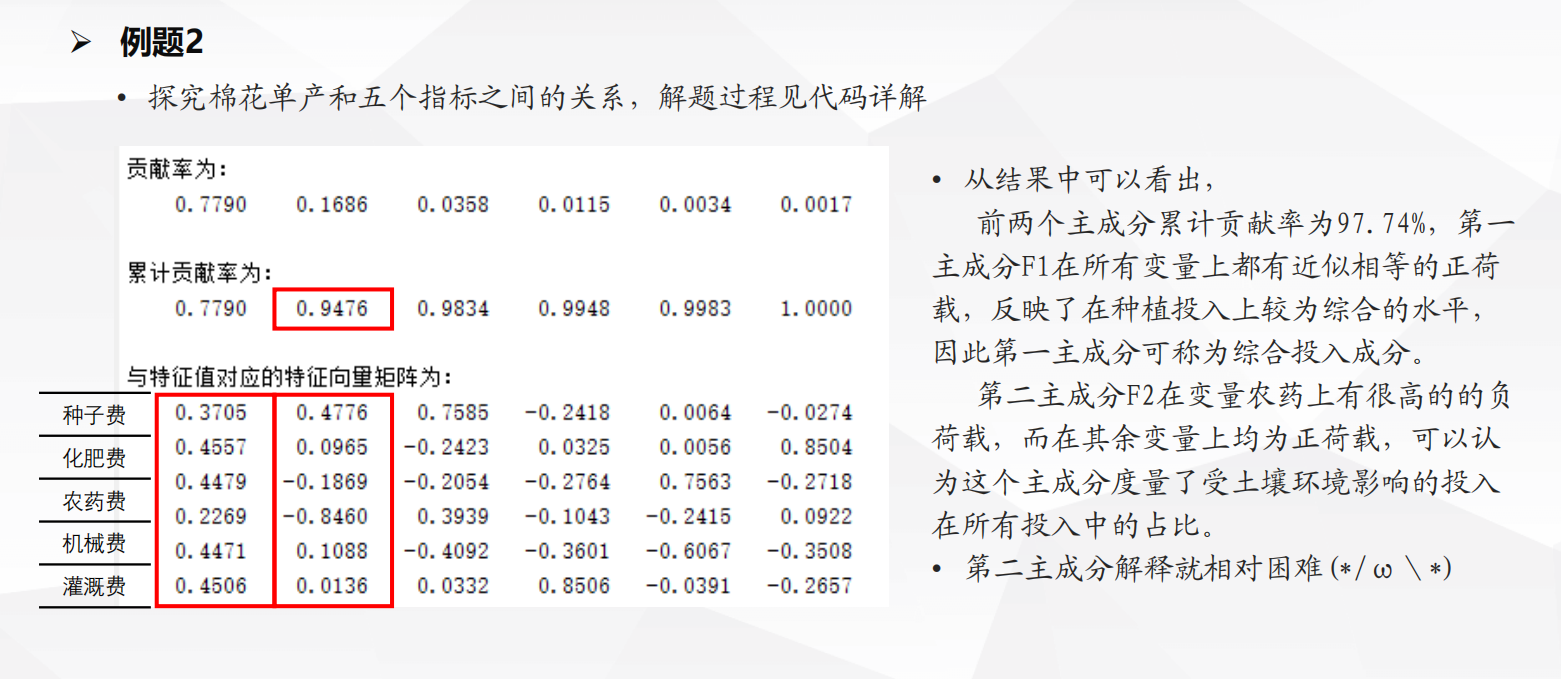 ➢ 例题2
• 探究棉花单产和五个指标之间的关系，解题过程见代码详解
贡献率为：
0.7790 0.1686 0.0358 0.0115 0.0034 0.0017
累计贡献率为：
0.7790 0.9476 0.9834 0.9948 0.9983 1.0000
与特征值对应的特征向量矩阵为：
种子费 0.3705 0.4776 0.7585 -0.2418 0.0064 -0.0274
化肥费 0.4557 0.0965 -0.2423 0.0325 0.0056 0.8504
农药费 0.4479 -0.1869 -0.2054 -0.2764 0.7563 -0.2718
0.2269 -0.8460 0.3939 -0.1043 -0.2415 0.0922
机械费 0.4471 0.1088 -0.4092 -0.3601 -0.6067 -0.3508
灌溉费 0.4506 0.0136 0.0332 0.8506 -0.0391 -0.2657
• 从结果中可以看出，
前两个主成分累计贡献率为97.74%，第一
主成分F1在所有变量上都有近似相等的正荷
载，反映了在种植投入上较为综合的水平，
因此第一主成分可称为综合投入成分。
第二主成分F2在变量农药上有很高的的负
荷载，而在其余变量上均为正荷载，可以认
为这个主成分度量了受土壤环境影响的投入
在所有投入中的占比。
• 第二主成分解释就相对困难(*/ω＼*)